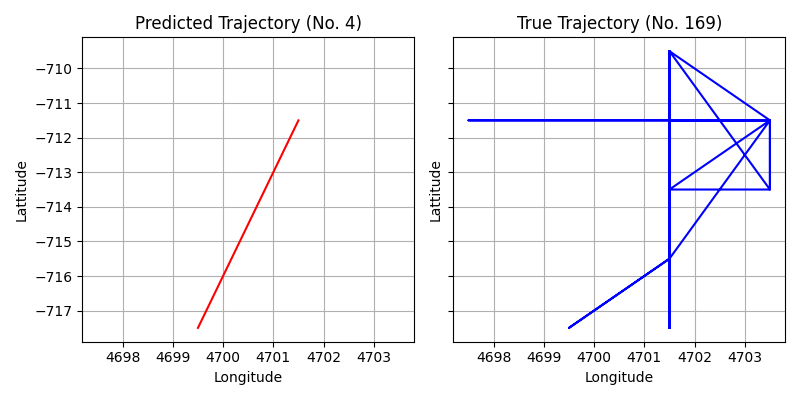 Predicted Trajectory (No. 4)
True Trajectory (No. 169)
−710
−711
−712
−713
−714
−715
−716
−717
Lattitude
Lattitude
4698 4699 4700 4701 4702 4703
4698 4699 4700 4701 4702 4703
Longitude
Longitude